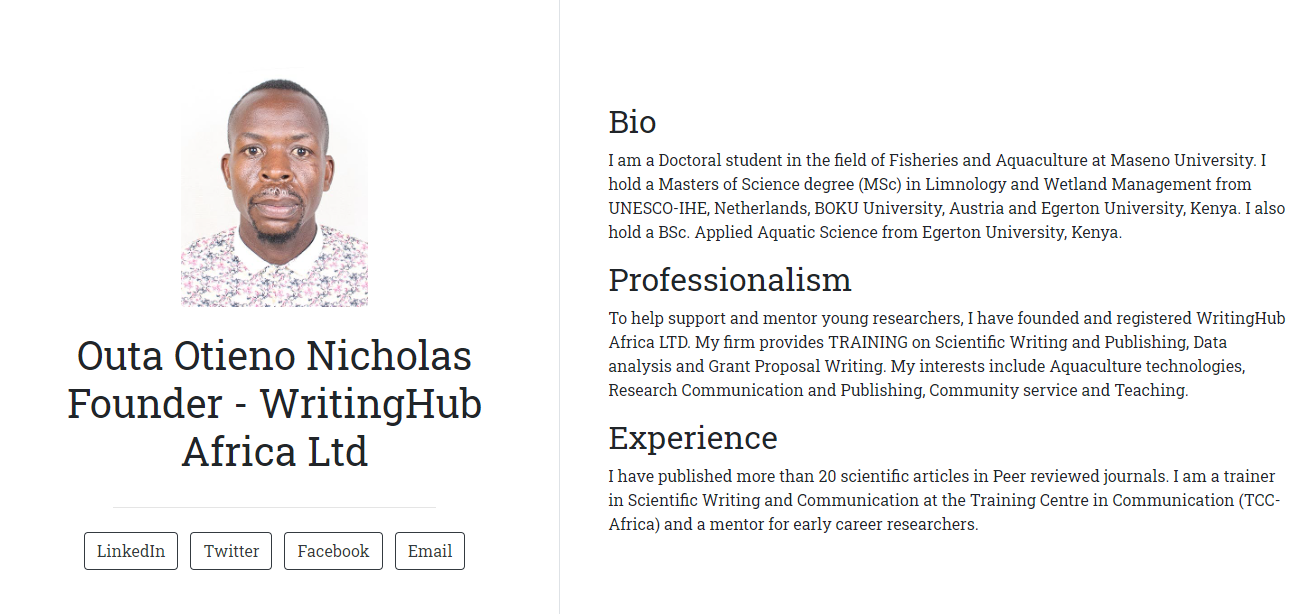 Outa Otieno Nicholas
Founder - WritingHub
Africa Ltd
LinkedIn
Twitter
Facebook
Email
Bio
I am a Doctoral student in the field of Fisheries and Aquaculture at Maseno University. I
hold a Masters of Science degree (MSc) in Limnology and Wetland Management from
UNESCO-IHE, Netherlands, BOKU University, Austria and Egerton University, Kenya. I also
hold a BSc. Applied Aquatic Science from Egerton University, Kenya.
Professionalism
To help support and mentor young researchers, I have founded and registered WritingHub
Africa LTD. My firm provides TRAINING on Scientific Writing and Publishing, Data
analysis and Grant Proposal Writing. My interests include Aquaculture technologies,
Research Communication and Publishing, Community service and Teaching.
Experience
I have published more than 20 scientific articles in Peer reviewed journals. I am a trainer
in Scientific Writing and Communication at the Training Centre in Communication (TCC-
Africa) and a mentor for early career researchers.